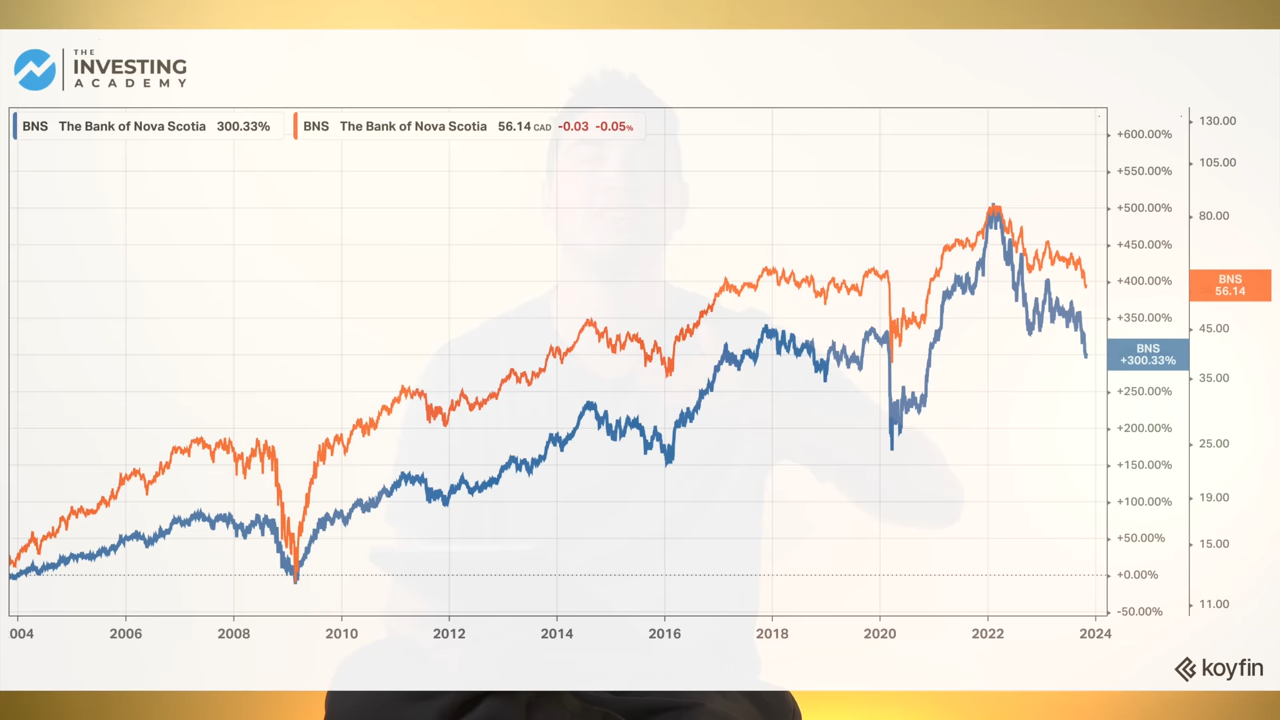 THE
INVESTING
ACADEMY
BNS The Bank of Nova Scotia 300.33%
BNS The Bank of Nova Scotia 56.14 CAD -0.03 -0.05%
+600.00%
+550.00%
+500.00%
+450.00%
+400.00%
+350.00%
BNS
+300.33%
+250.00%
+200.00%
+150.00%
+100.00%
+50.00%
+0.00%
-50.00%
130.00
105.00
80.00
BNS
56.14
45.00
35.00
25.00
19.00
15.00
11.00
004 2006 2008 2010 2012 2014 2016 2018 2020 2022 2024
koyfin